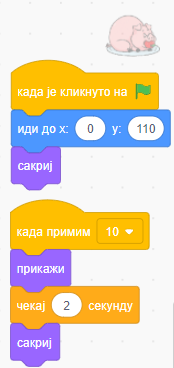 када је кликнуто на
иди до x: 0 y: 110
сакриј
када примим 10
прикажи
чекај 2 секунду
сакриј